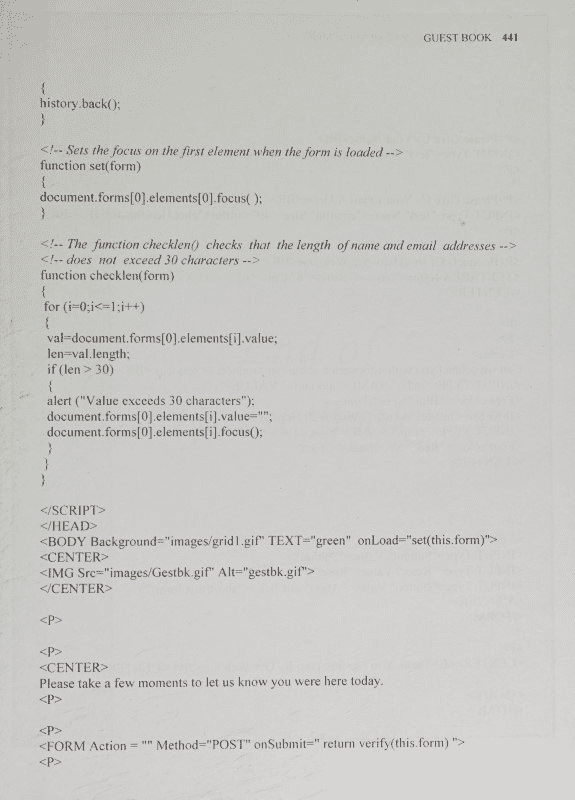 GUEST BOOK 441
{
history.back();
}
<!-- Sets the focus on the first element when the form is loaded -->
function set(form)
{
document.forms[0].elements[0].focus( );
}
<!-- The function checklen() checks that the length of name and email addresses -->
<!-- does not exceed 30 characters -->
function checklen(form)
{
for (i=0;i<=1;i++)
{
val=document.forms[0].elements[i].value;
len=val.length;
if (len > 30)
{
alert ("Value exceeds 30 characters");
document.forms[0].elements[i].value="";
document.forms[0].elements[i].focus();
}
}
}
</SCRIPT>
</HEAD>
<BODY Background="images/grid1.gif" TEXT="green" onLoad="set(this.form)">
<CENTER>
<IMG Src="images/Gestbk.gif" Alt="gestbk.gif">
</CENTER>
<P>
<P>
<CENTER>
Please take a few moments to let us know you were here today.
<P>
<P>
<FORM Action = "" Method="POST" onSubmit=" return verify(this.form) ">
<P>